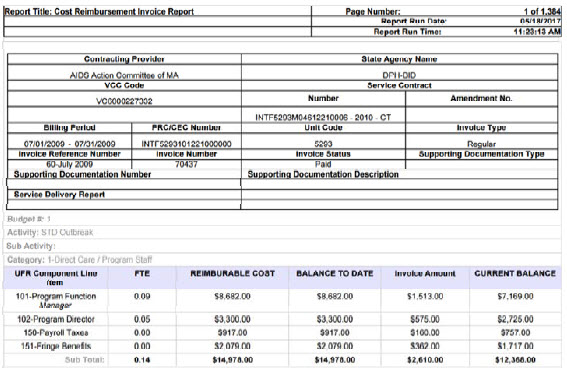 Report Title: Cost Reimbursement Invoice Report Page Number: 1 of 1,384
Report Run Date: 05/18/2017
Report Run Time: 11:23:13 AM
Contracting Provider State Agency Name
AIDS Action Committee of MA DPH-DID
VCC Code Service Contract
VC0000227332 Number Amendment No.
INTF5293M04612210006 - 2010 - CT
Billing Period PRC/CEC Number Unit Code Invoice Type
07/01/2009 - 07/31/2009 INTF5293101221000000 5293 Regular
Invoice Reference Number Invoice Number Invoice Status Supporting Documentation Type
60-July 2009 70437 Paid
Supporting Documentation Number Supporting Documentation Description
Service Delivery Report
Budget #: 1
Activity: STD Outbreak
Sub Activity:
Category: 1-Direct Care / Program Staff
UFR Component Line FTE REIMBURABLE COST BALANCE TO DATE Invoice Amount CURRENT BALANCE
Item
101-Program Function 0.09 $8,682.00 $8,682.00 $1,513.00 $7,169.00
Manager
102-Program Director 0.05 $3,300.00 $3,300.00 $575.00 $2,725.00
150-Payroll Taxes 0.00 $917.00 $917.00 $160.00 $757.00
151-Fringe Benefits 0.00 $2,079.00 $2,079.00 $362.00 $1,717.00
Sub Total: 0.14 $14,978.00 $14,978.00 $2,610.00 $12,368.00